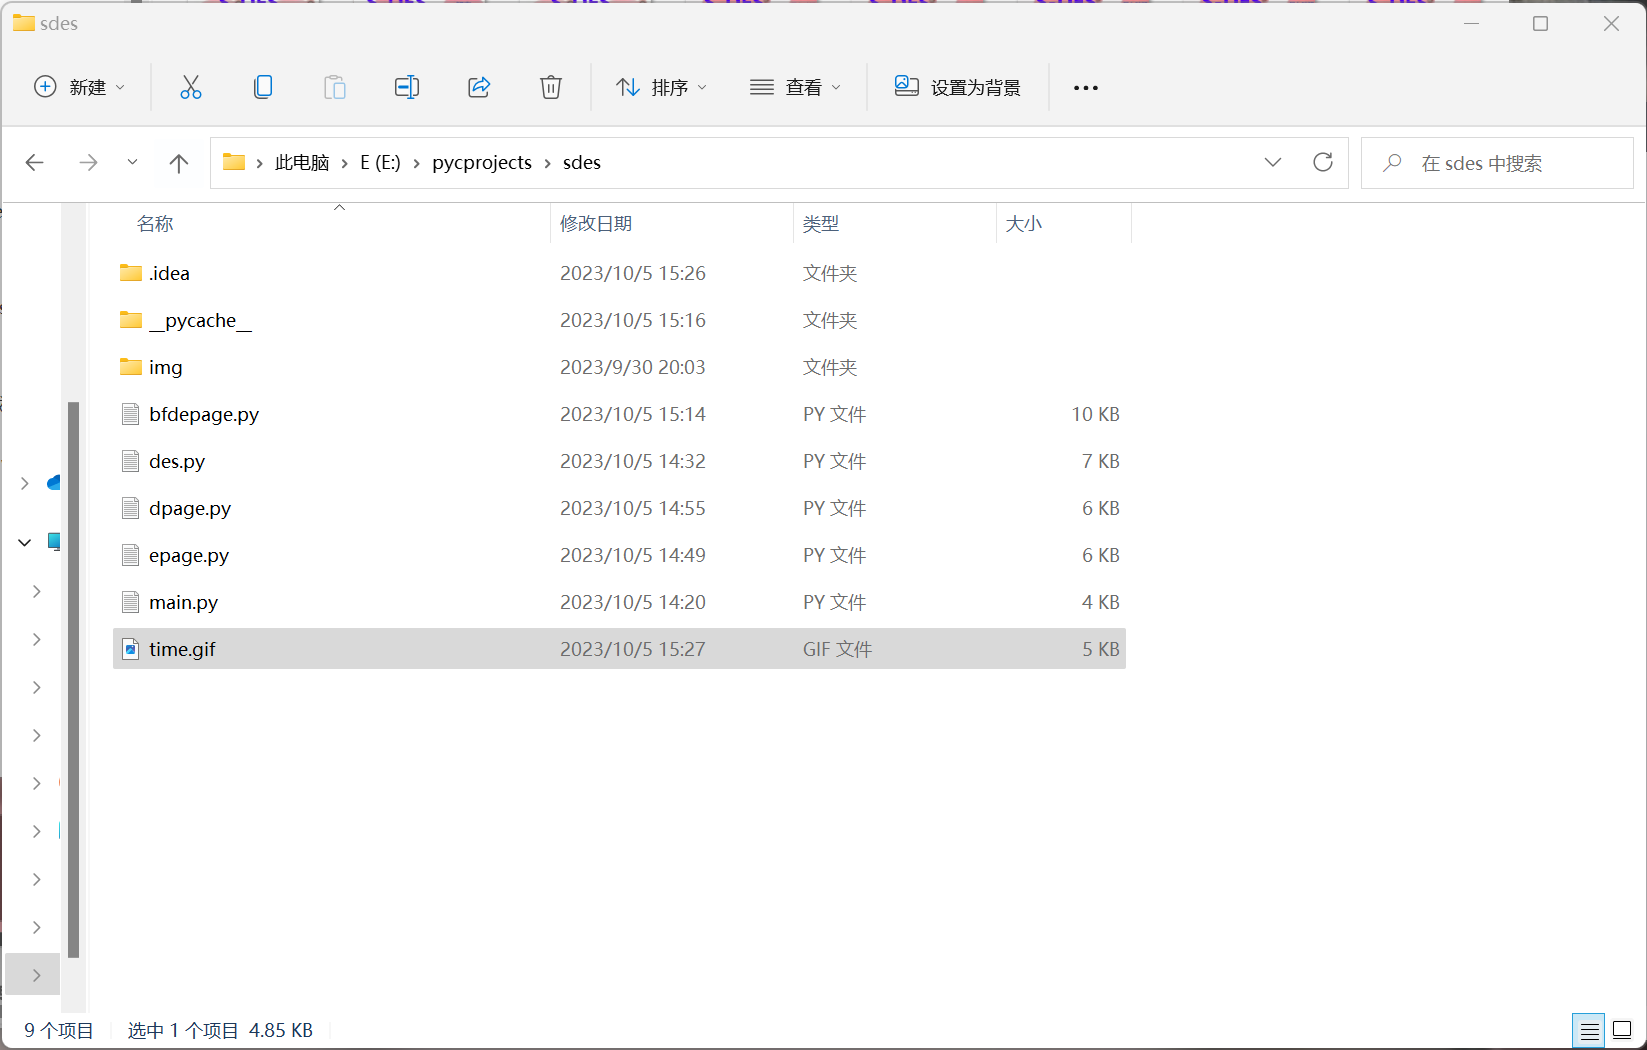 sdes
新建
排序
查看
设置为背景
此电脑 E (E:) pycprojects sdes
在 sdes 中搜索
名称 修改日期 类型 大小
.idea 2023/10/5 15:26 文件夹
__pycache__ 2023/10/5 15:16 文件夹
img 2023/9/30 20:03 文件夹
bfdepage.py 2023/10/5 15:14 PY 文件 10 KB
des.py 2023/10/5 14:32 PY 文件 7 KB
dpage.py 2023/10/5 14:55 PY 文件 6 KB
epage.py 2023/10/5 14:49 PY 文件 6 KB
main.py 2023/10/5 14:20 PY 文件 4 KB
time.gif 2023/10/5 15:27 GIF 文件 5 KB
9 个项目 选中 1 个项目 4.85 KB